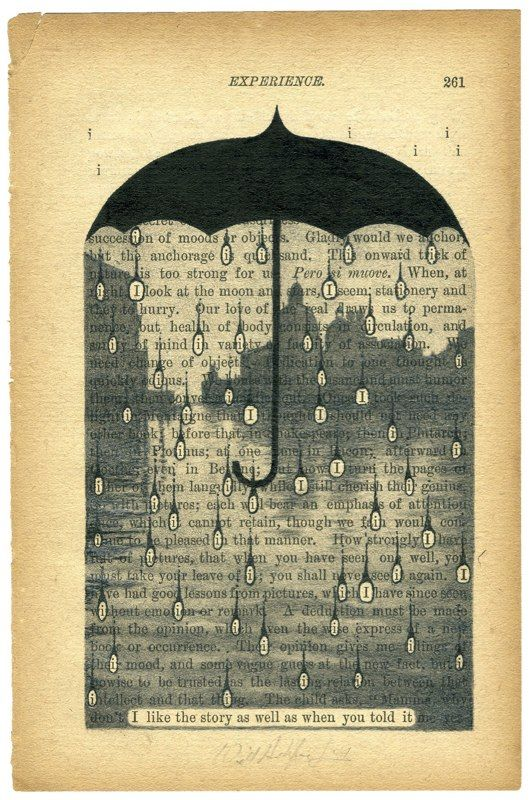 EXPERIENCE. 261
i i i
i i
i
succession of moods or objects. Gladly would we anchor,
but the anchorage is quicksand. This onward trick of
nature is too strong for us: Pero si muove. When, at
night, I look at the moon and stars, I seem stationary and
they to hurry. Our love of the real draws us to perma-
nence, but health of body consists in circulation, and
sanity of mind in variety or facility of association. We
need change of objects. Dedication to one thought is
quickly odious. We house with the insane and must humor
them; then conversation dies out. Once I took such de-
light in Montaigne that I thought I should not need any
other book; before that, in Shakespeare; then in Plutarch;
then in Plotinus; at one time in Bacon; afterward in
Goethe; even in Bettine; but now I turn the pages of
either of them languidly, whilst I still cherish their genius.
So with pictures; each will bear an emphasis of attention
once, which it cannot retain, though we fain would con-
tinue to be pleased in that manner. How strongly I have
felt of pictures, that when you have seen one well, you
must take your leave of it; you shall never see it again. I
have had good lessons from pictures, which I have since seen
without emotion or remark. A deduction must be made
from the opinion, which even the wise express of a new
book or occurrence. Their opinion gives me tidings of
their mood, and some vague guess at the new fact, but is
nowise to be trusted as the lasting relation between that
intellect and that thing. The child asks, "Mamma, why
don't I like the story as well as when you told it me yes-